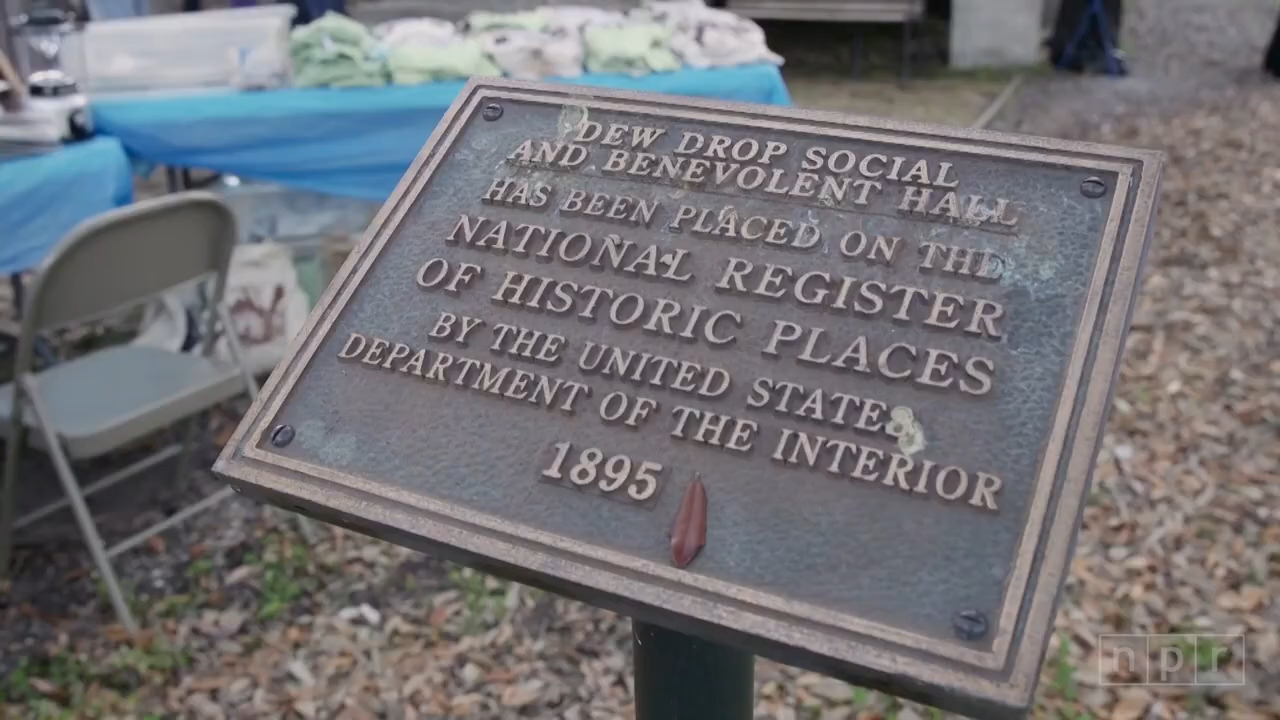 DEW DROP SOCIAL
AND BENEVOLENT HALL
HAS BEEN PLACED ON THE
NATIONAL REGISTER
OF HISTORIC PLACES
BY THE UNITED STATES
DEPARTMENT OF THE INTERIOR
1895
npr